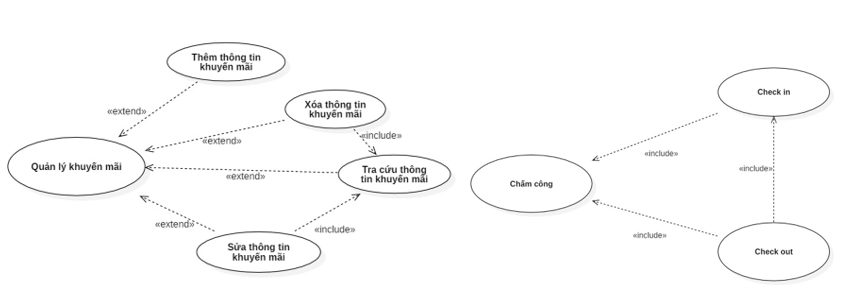 Thêm thông tin
khuyến mãi
«extend»
Xóa thông tin
khuyến mãi
«extend»
«include»
Quản lý khuyến mãi
Tra cứu thông
tin khuyến mãi
«extend»
«extend»
«include»
Sửa thông tin
khuyến mãi
Check in
«include»
«include»
Chấm công
«include»
Check out